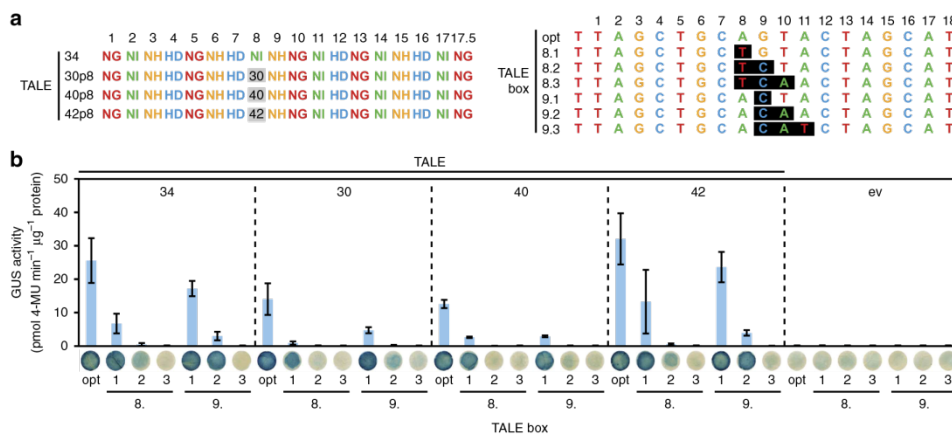 a
1 2 3 4 5 6 7 8 9 10 11 12 13 14 15 16 17 17.5
34 NG NI NH HD NG NH HD NI NH NG NI HD NG NI NH HD NI NG
30p8 NG NI NH HD NG NH HD 30 NH NG NI HD NG NI NH HD NI NG
40p8 NG NI NH HD NG NH HD 40 NH NG NI HD NG NI NH HD NI NG
42p8 NG NI NH HD NG NH HD 42 NH NG NI HD NG NI NH HD NI NG
TALE
1 2 3 4 5 6 7 8 9 10 11 12 13 14 15 16 17 18
opt T T A G C T G C A G T A C T A G C A T
8.1 T T A G C T G C T G T A C T A G C A T
8.2 T T A G C T G C T C T A C T A G C A T
8.3 T T A G C T G C T C A A C T A G C A T
9.1 T T A G C T G C A C T A C T A G C A T
9.2 T T A G C T G C A C A A C T A G C A T
9.3 T T A G C T G C A C A T C T A G C A T
TALE box
b
TALE
34 30 40 42 ev
GUS activity
(pmol 4-MU min⁻¹ µg⁻¹ protein)
50
40
30
20
10
0
opt 1 2 3 1 2 3 opt 1 2 3 1 2 3 opt 1 2 3 1 2 3 opt 1 2 3 1 2 3 opt 1 2 3 1 2 3
8. 9. 8. 9. 8. 9. 8. 9. 8. 9.
TALE box